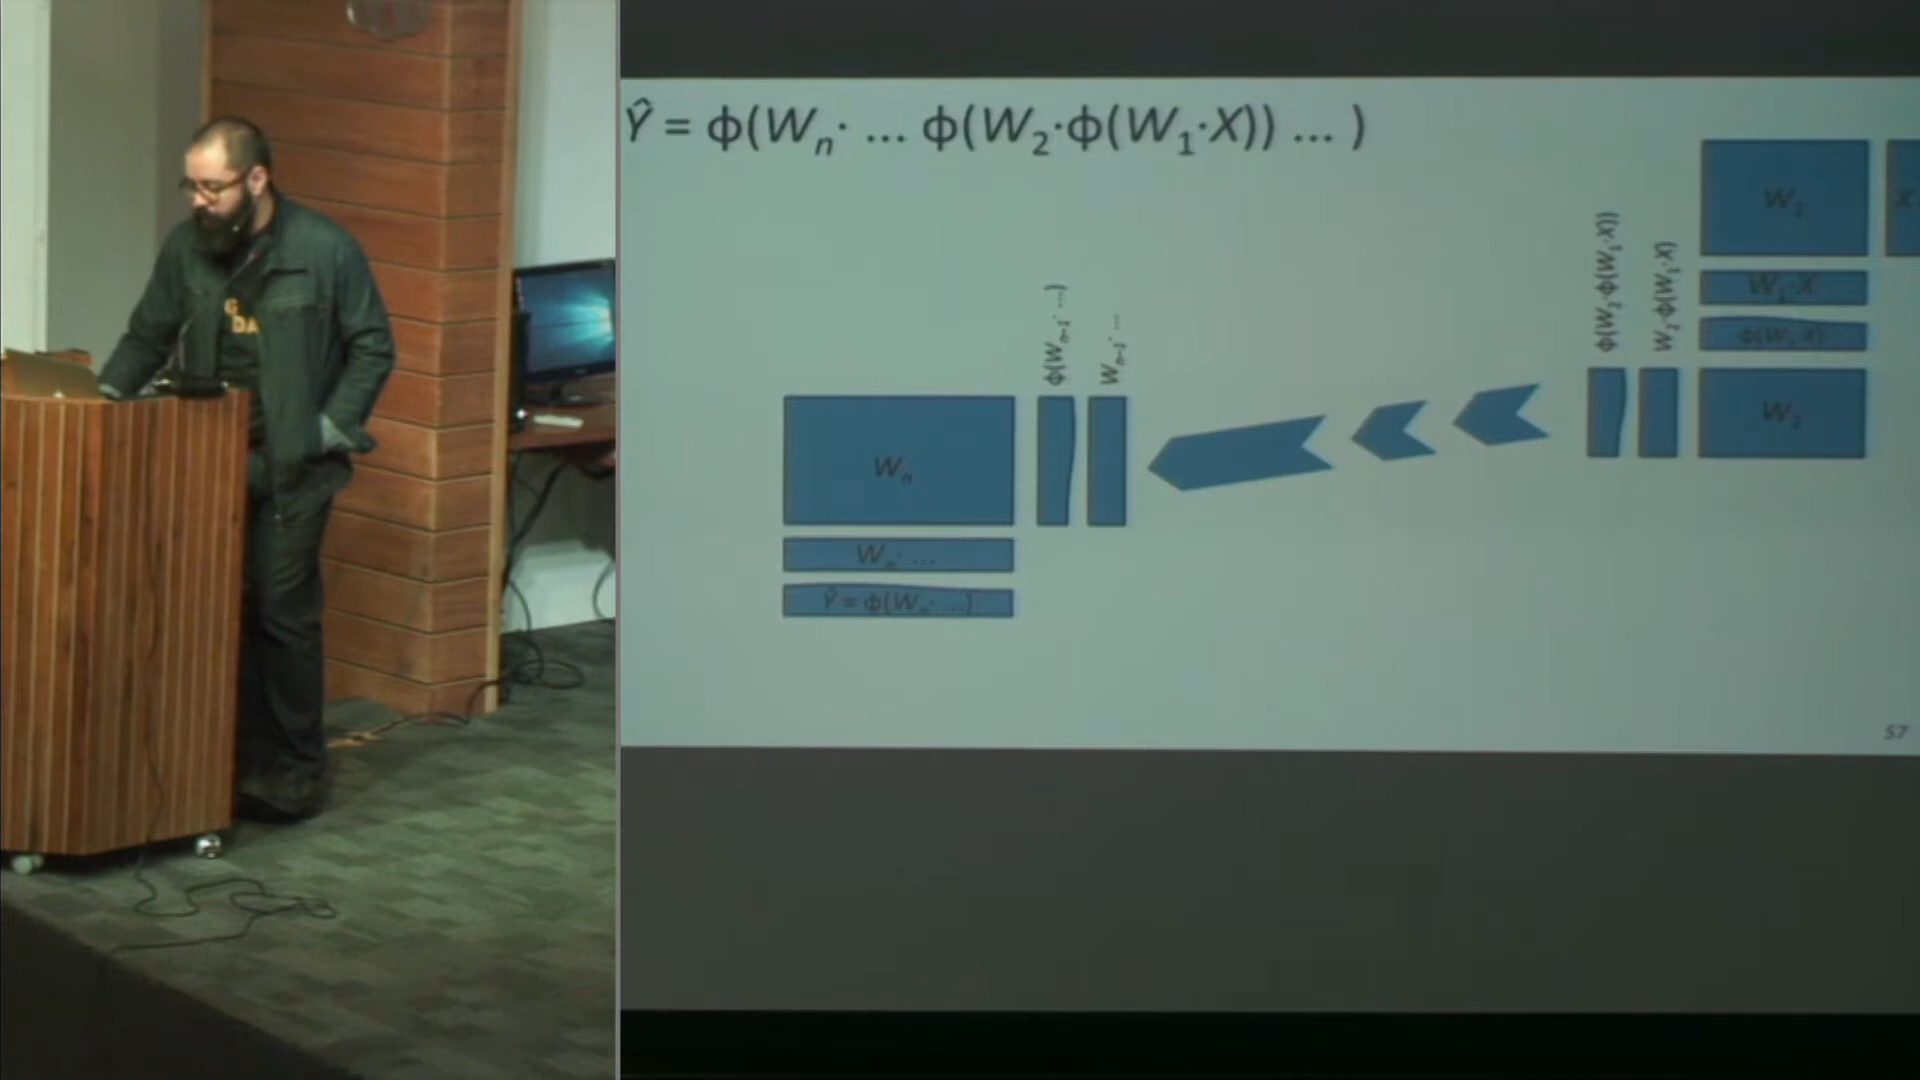 Ŷ = ϕ(Wₙ· ... ϕ(W₂·ϕ(W₁·X)) ... )
W₁
X
W₁·X
ϕ(W₁·X)
ϕ(W₂·ϕ(W₁·X))
W₂·ϕ(W₁·X)
W₂
ϕ(Wₙ₋₁· ...)
Wₙ₋₁· ...
Wₙ
Wₙ· ...
Ŷ = ϕ(Wₙ· ...)
57
G
DA